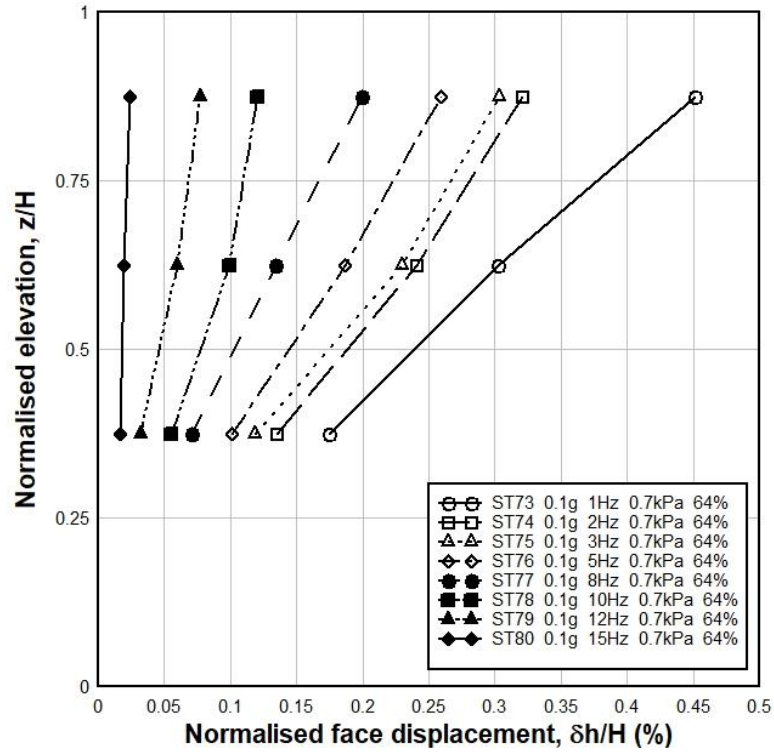 1
0.75
0.5
0.25
0
Normalised elevation, z/H
ST73 0.1g 1Hz 0.7kPa 64%
ST74 0.1g 2Hz 0.7kPa 64%
ST75 0.1g 3Hz 0.7kPa 64%
ST76 0.1g 5Hz 0.7kPa 64%
ST77 0.1g 8Hz 0.7kPa 64%
ST78 0.1g 10Hz 0.7kPa 64%
ST79 0.1g 12Hz 0.7kPa 64%
ST80 0.1g 15Hz 0.7kPa 64%
0 0.05 0.1 0.15 0.2 0.25 0.3 0.35 0.4 0.45 0.5
Normalised face displacement, δh/H (%)